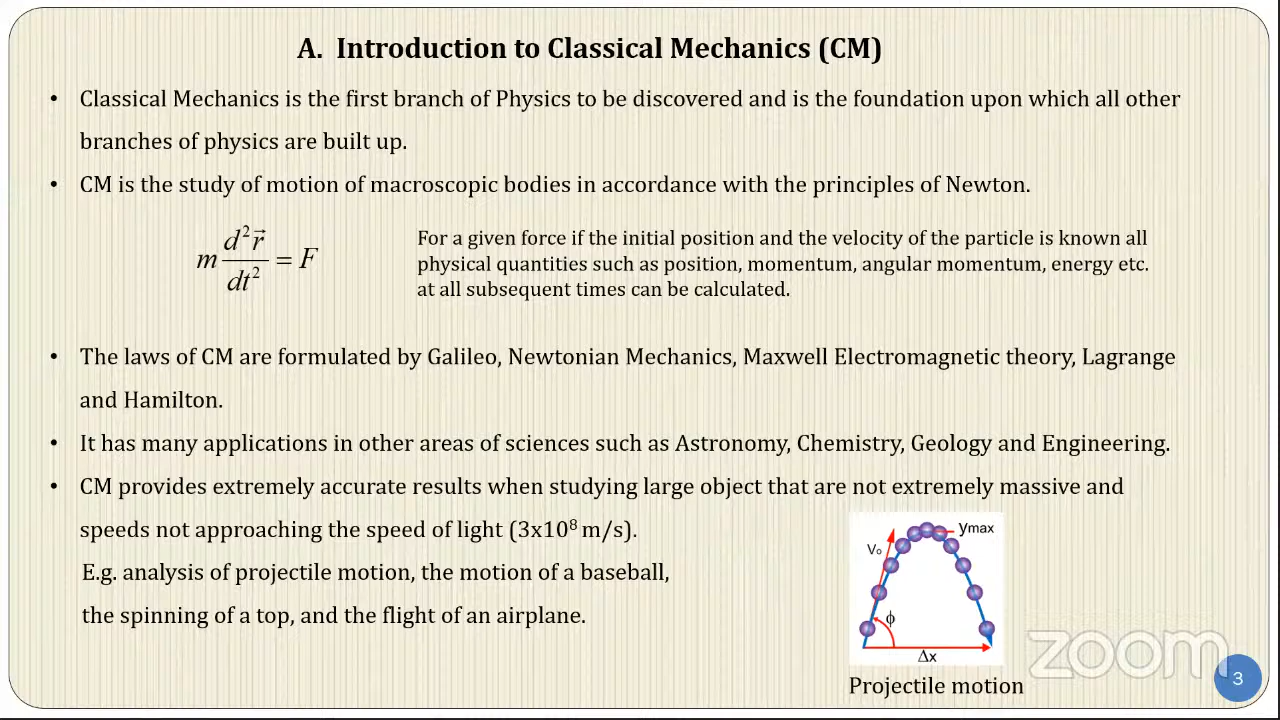 A. Introduction to Classical Mechanics (CM)
• Classical Mechanics is the first branch of Physics to be discovered and is the foundation upon which all other
branches of physics are built up.
• CM is the study of motion of macroscopic bodies in accordance with the principles of Newton.
m d²r⃗/dt² = F
For a given force if the initial position and the velocity of the particle is known all
physical quantities such as position, momentum, angular momentum, energy etc.
at all subsequent times can be calculated.
• The laws of CM are formulated by Galileo, Newtonian Mechanics, Maxwell Electromagnetic theory, Lagrange
and Hamilton.
• It has many applications in other areas of sciences such as Astronomy, Chemistry, Geology and Engineering.
• CM provides extremely accurate results when studying large object that are not extremely massive and
speeds not approaching the speed of light (3x10⁸ m/s).
E.g. analysis of projectile motion, the motion of a baseball,
the spinning of a top, and the flight of an airplane.
ymax
V₀
ϕ
Δx
Projectile motion
zoom
3